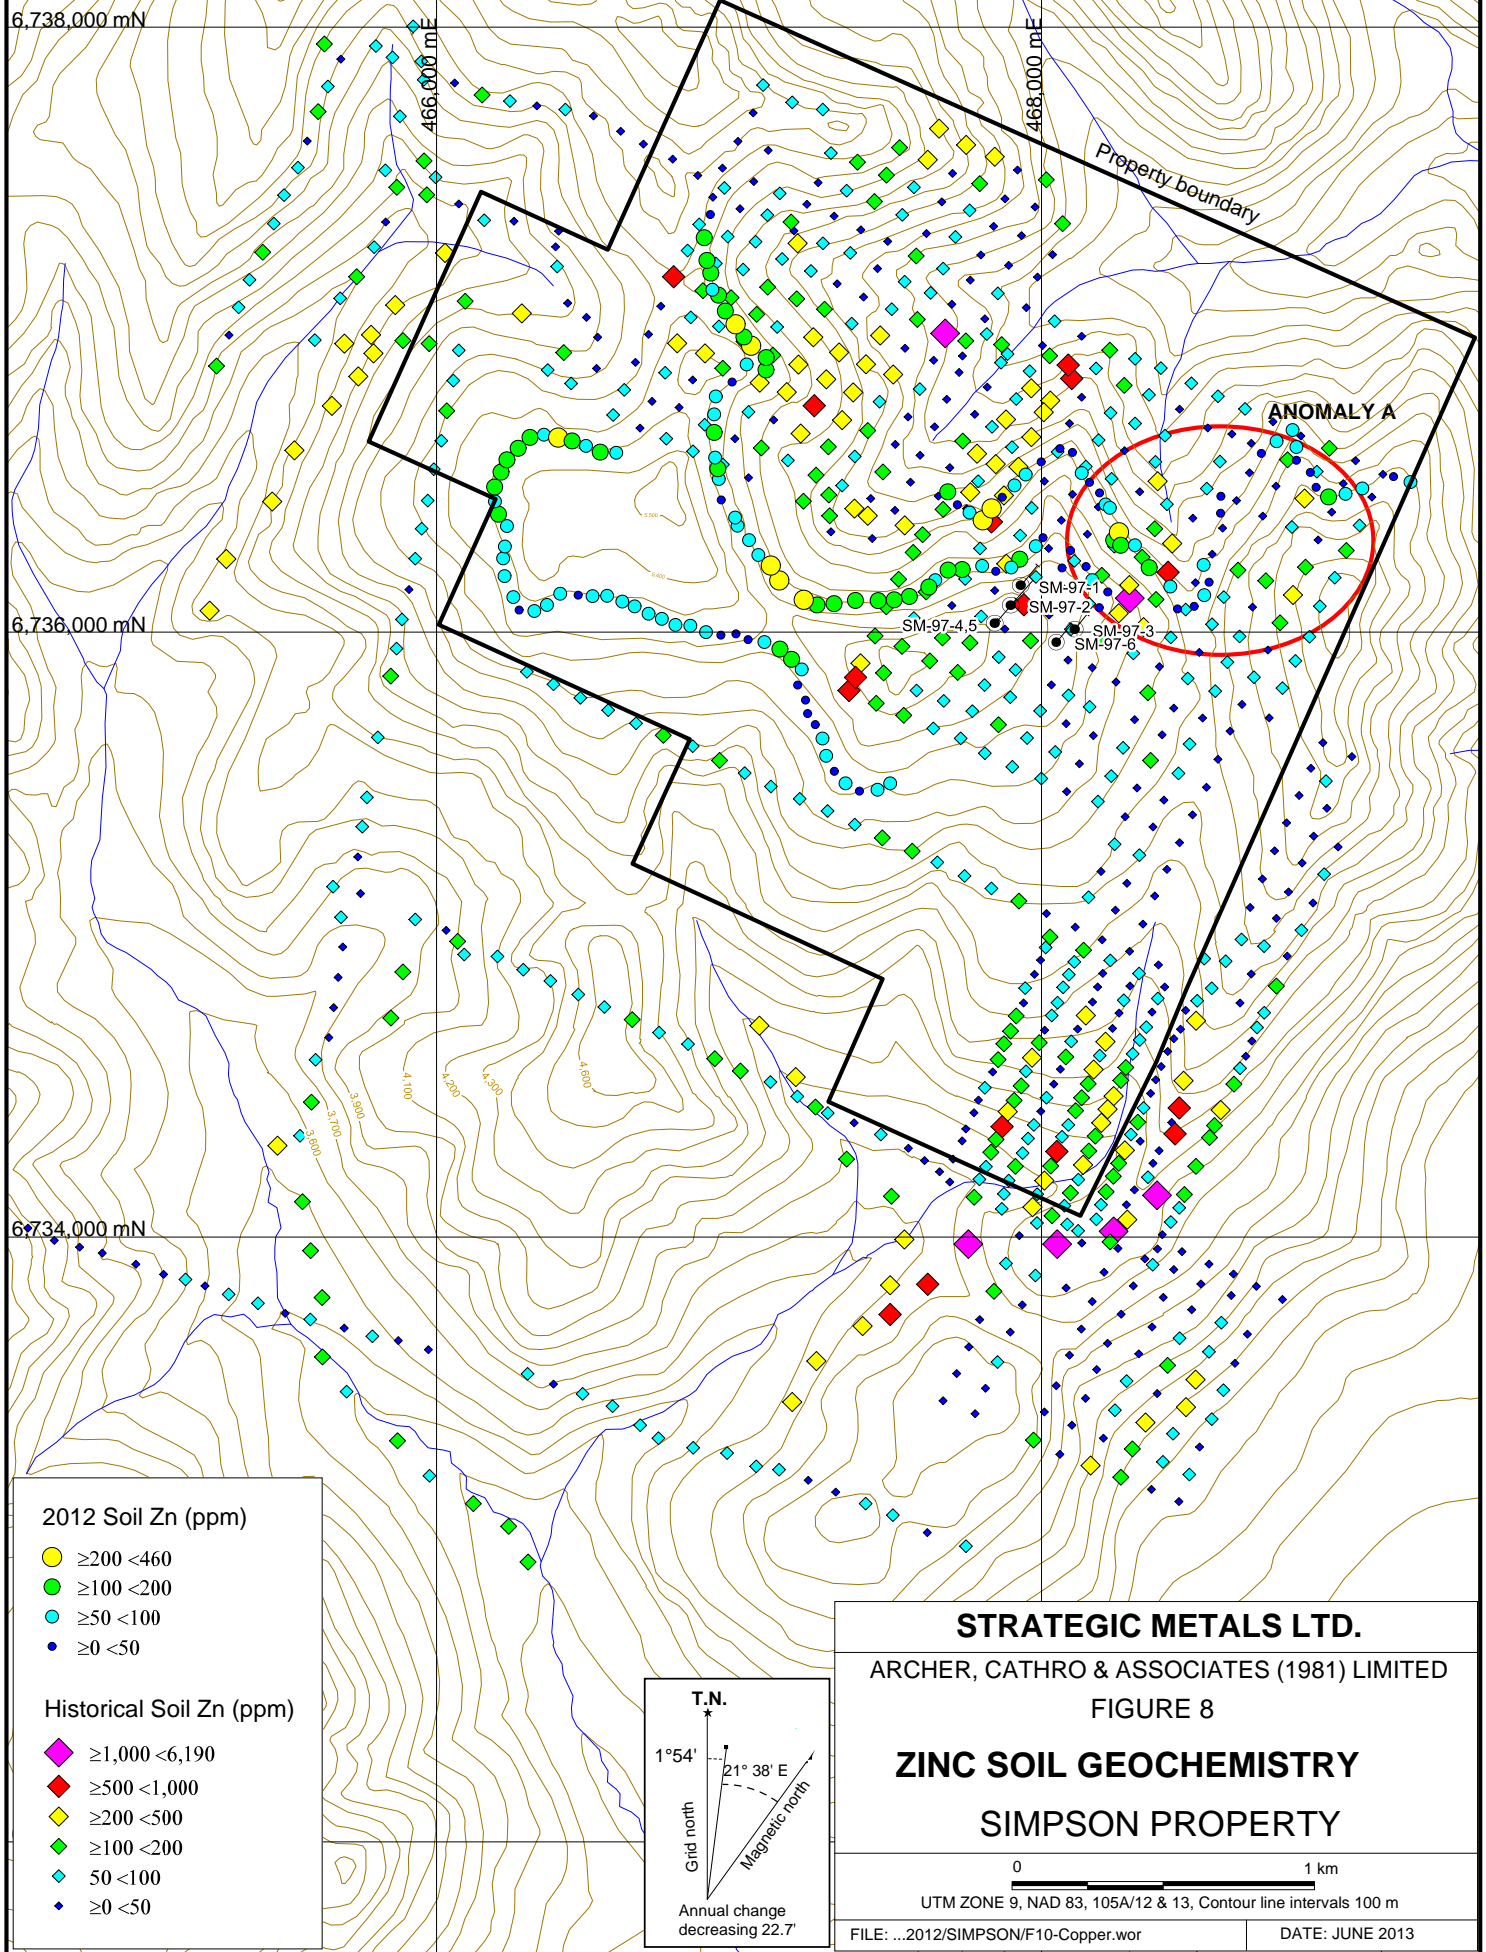 6,738,000 mN
466,000 mE
468,000 mE
Property boundary
ANOMALY A
5,500
5,400
SM-97-1
SM-97-2
SM-97-4,5
SM-97-3
SM-97-6
6,736,000 mN
4,600
4,300
4,200
4,100
3,900
3,700
3,600
6,734,000 mN
2012 Soil Zn (ppm)
≥200 <460
≥100 <200
≥50 <100
≥0 <50
Historical Soil Zn (ppm)
≥1,000 <6,190
≥500 <1,000
≥200 <500
≥100 <200
50 <100
≥0 <50
T.N.
1°54'
21° 38' E
Grid north
Magnetic north
Annual change
decreasing 22.7'
STRATEGIC METALS LTD.
ARCHER, CATHRO & ASSOCIATES (1981) LIMITED
FIGURE 8
ZINC SOIL GEOCHEMISTRY
SIMPSON PROPERTY
0 1 km
UTM ZONE 9, NAD 83, 105A/12 & 13, Contour line intervals 100 m
FILE: ...2012/SIMPSON/F10-Copper.wor
DATE: JUNE 2013